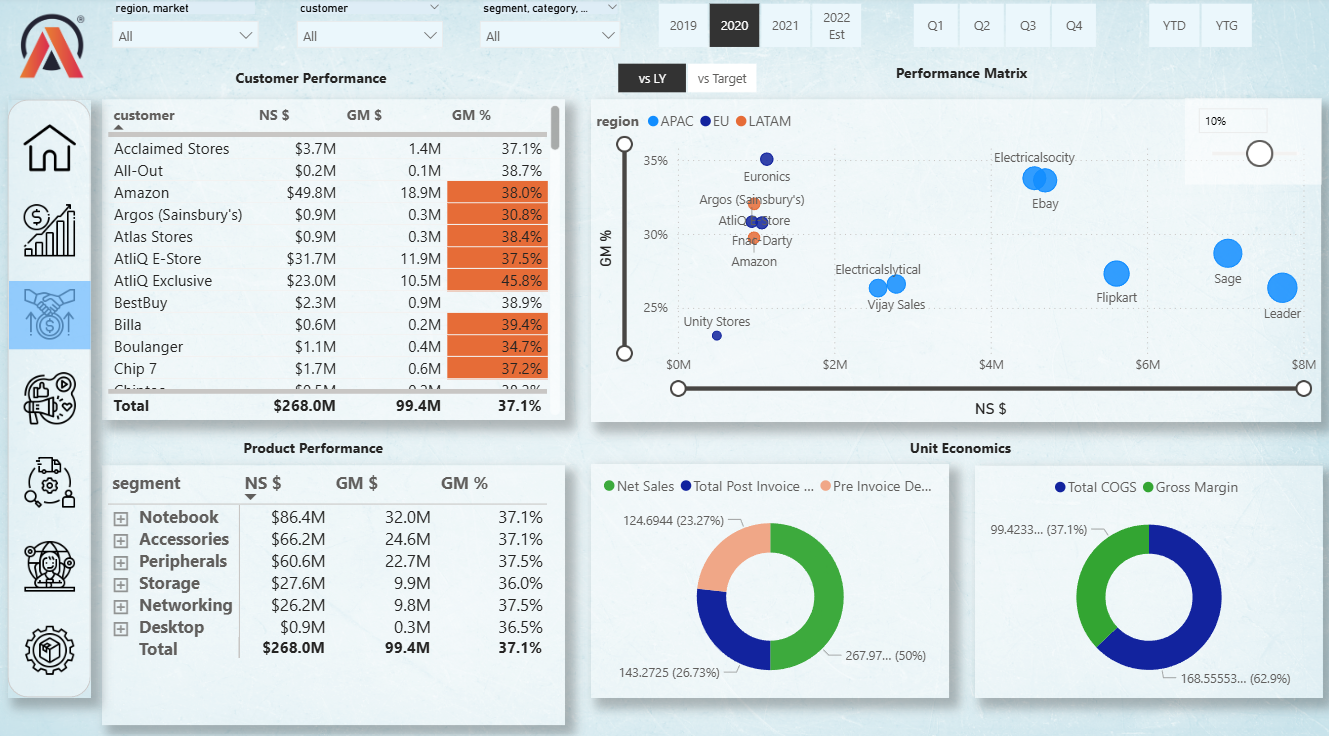 region, market customer segment, category, ...
All All All
2019 2020 2021 2022 Est
Q1 Q2 Q3 Q4
YTD YTG
Customer Performance
customer NS $ GM $ GM %
Acclaimed Stores $3.7M 1.4M 37.1%
All-Out $0.2M 0.1M 38.7%
Amazon $49.8M 18.9M 38.0%
Argos (Sainsbury's) $0.9M 0.3M 30.8%
Atlas Stores $0.9M 0.3M 38.4%
AtliQ E-Store $31.7M 11.9M 37.5%
AtliQ Exclusive $23.0M 10.5M 45.8%
BestBuy $2.3M 0.9M 38.9%
Billa $0.6M 0.2M 39.4%
Boulanger $1.1M 0.4M 34.7%
Chip 7 $1.7M 0.6M 37.2%
Total $268.0M 99.4M 37.1%
vs LY vs Target
Performance Matrix
region APAC EU LATAM
10%
GM %
35%
30%
25%
Euronics
Argos (Sainsbury's)
AtliQ E-Store
Fnac-Darty
Amazon
Electricalsocity
Ebay
Electricalslytical
Vijay Sales
Unity Stores
Flipkart
Sage
Leader
$0M $2M $4M $6M $8M
NS $
Product Performance
segment NS $ GM $ GM %
Notebook $86.4M 32.0M 37.1%
Accessories $66.2M 24.6M 37.1%
Peripherals $60.6M 22.7M 37.5%
Storage $27.6M 9.9M 36.0%
Networking $26.2M 9.8M 37.5%
Desktop $0.9M 0.3M 36.5%
Total $268.0M 99.4M 37.1%
Unit Economics
Net Sales Total Post Invoice ... Pre Invoice De...
124.6944 (23.27%)
143.2725 (26.73%)
267.97... (50%)
Total COGS Gross Margin
99.4233... (37.1%)
168.55553... (62.9%)